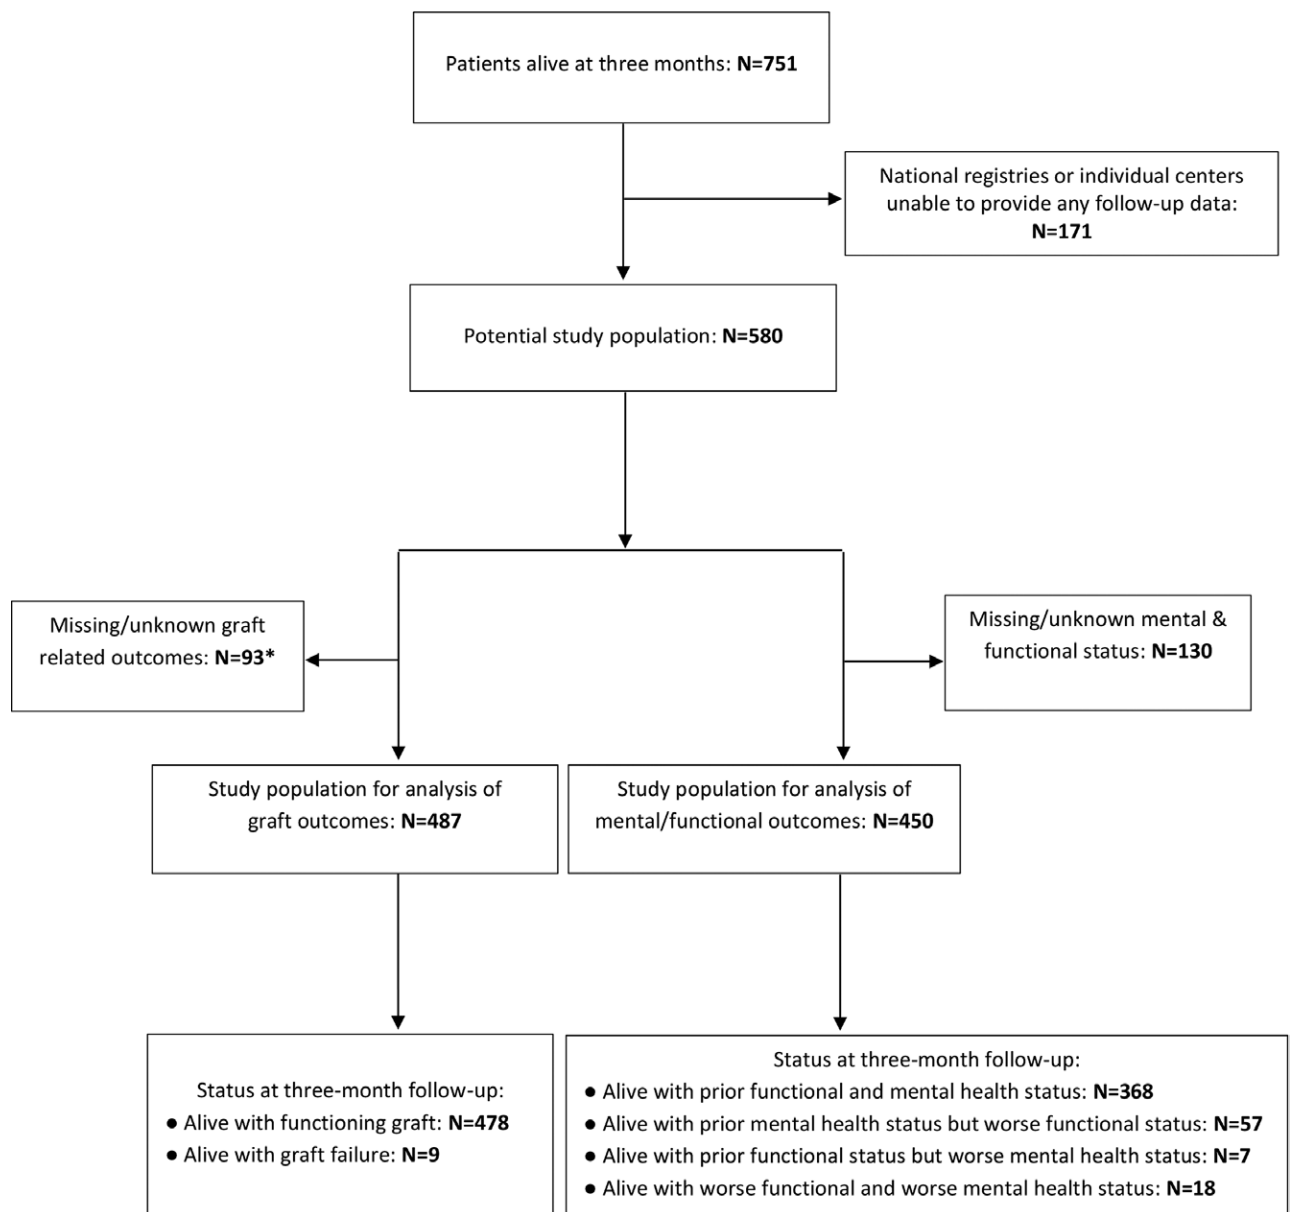 Patients alive at three months: N=751
National registries or individual centers
unable to provide any follow-up data:
N=171
Potential study population: N=580
Missing/unknown graft
related outcomes: N=93*
Missing/unknown mental &
functional status: N=130
Study population for analysis of
graft outcomes: N=487
Study population for analysis of
mental/functional outcomes: N=450
Status at three-month follow-up:
● Alive with functioning graft: N=478
● Alive with graft failure: N=9
Status at three-month follow-up:
● Alive with prior functional and mental health status: N=368
● Alive with prior mental health status but worse functional status: N=57
● Alive with prior functional status but worse mental health status: N=7
● Alive with worse functional and worse mental health status: N=18